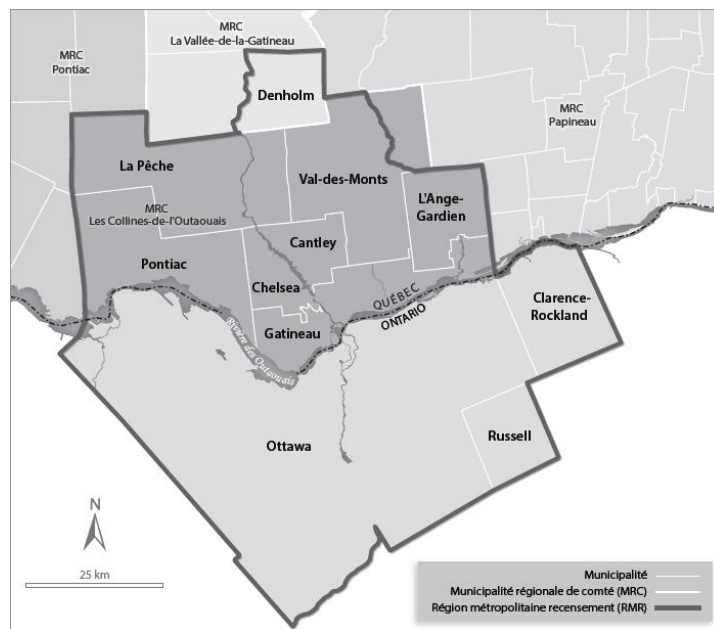 MRC
La Vallée-de-la-Gatineau
MRC
Pontiac
Denholm
MRC
Papineau
La Pêche
Val-des-Monts
L'Ange-
Gardien
MRC
Les Collines-de-l'Outaouais
Cantley
Pontiac
Chelsea
QUÉBEC
ONTARIO
Clarence-
Rockland
Gatineau
Rivière des Outaouais
Ottawa
Russell
N
25 km
Municipalité
Municipalité régionale de comté (MRC)
Région métropolitaine recensement (RMR)